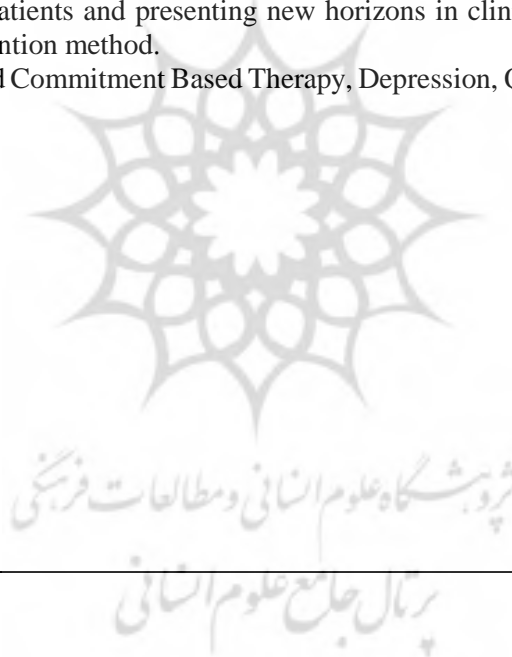 atients and presenting new horizons in clin
ntion method.
d Commitment Based Therapy, Depression,
پژوهشگاه علوم انسانی و مطالعات فرهنگی
پرتال جامع علوم انسانی